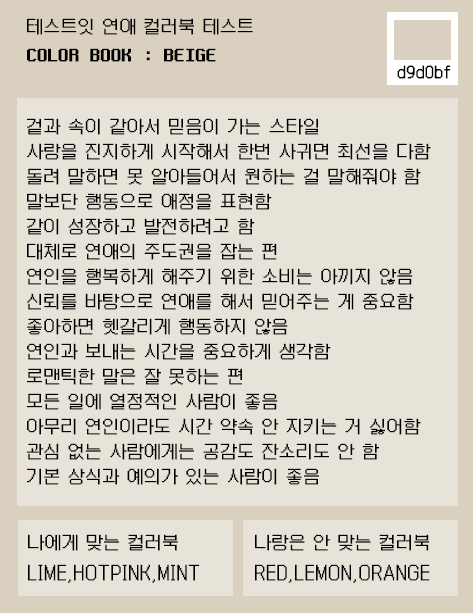 테스트잇 연애 컬러북 테스트
COLOR BOOK : BEIGE
d9d0bf
겉과 속이 같아서 믿음이 가는 스타일
사랑을 진지하게 시작해서 한번 사귀면 최선을 다함
돌려 말하면 못 알아들어서 원하는 걸 말해줘야 함
말보단 행동으로 애정을 표현함
같이 성장하고 발전하려고 함
대체로 연애의 주도권을 잡는 편
연인을 행복하게 해주기 위한 소비는 아끼지 않음
신뢰를 바탕으로 연애를 해서 믿어주는 게 중요함
좋아하면 헷갈리게 행동하지 않음
연인과 보내는 시간을 중요하게 생각함
로맨틱한 말은 잘 못하는 편
모든 일에 열정적인 사람이 좋음
아무리 연인이라도 시간 약속 안 지키는 거 싫어함
관심 없는 사람에게는 공감도 잔소리도 안 함
기본 상식과 예의가 있는 사람이 좋음
나에게 맞는 컬러북
LIME,HOTPINK,MINT
나랑은 안 맞는 컬러북
RED,LEMON,ORANGE